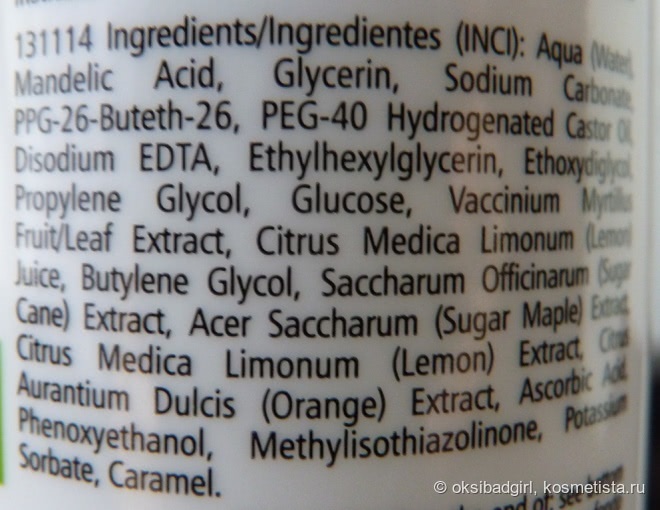 131114 Ingredients/Ingredientes (INCI): Aqua (Water),
Mandelic Acid, Glycerin, Sodium Carbonate,
PPG-26-Buteth-26, PEG-40 Hydrogenated Castor Oil,
Disodium EDTA, Ethylhexylglycerin, Ethoxydiglycol,
Propylene Glycol, Glucose, Vaccinium Myrtillus
Fruit/Leaf Extract, Citrus Medica Limonum (Lemon)
Juice, Butylene Glycol, Saccharum Officinarum (Sugar
Cane) Extract, Acer Saccharum (Sugar Maple) Extract,
Citrus Medica Limonum (Lemon) Extract, Citrus
Aurantium Dulcis (Orange) Extract, Ascorbic Acid,
Phenoxyethanol, Methylisothiazolinone, Potassium
Sorbate, Caramel.
© oksibadgirl, kosmetista.ru